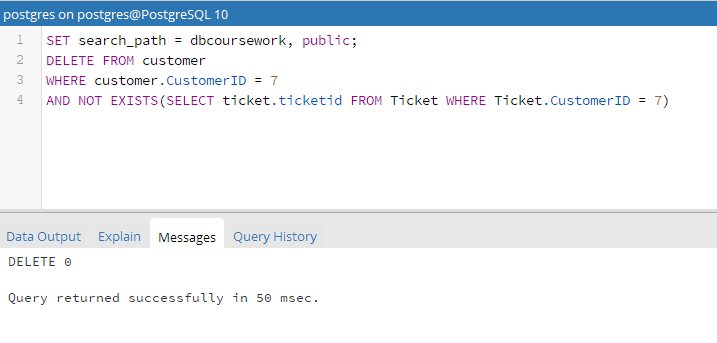 postgres on postgres@PostgreSQL 10
1 SET search_path = dbcoursework, public;
2 DELETE FROM customer
3 WHERE customer.CustomerID = 7
4 AND NOT EXISTS(SELECT ticket.ticketid FROM Ticket WHERE Ticket.CustomerID = 7)
Data Output Explain Messages Query History
DELETE 0
Query returned successfully in 50 msec.